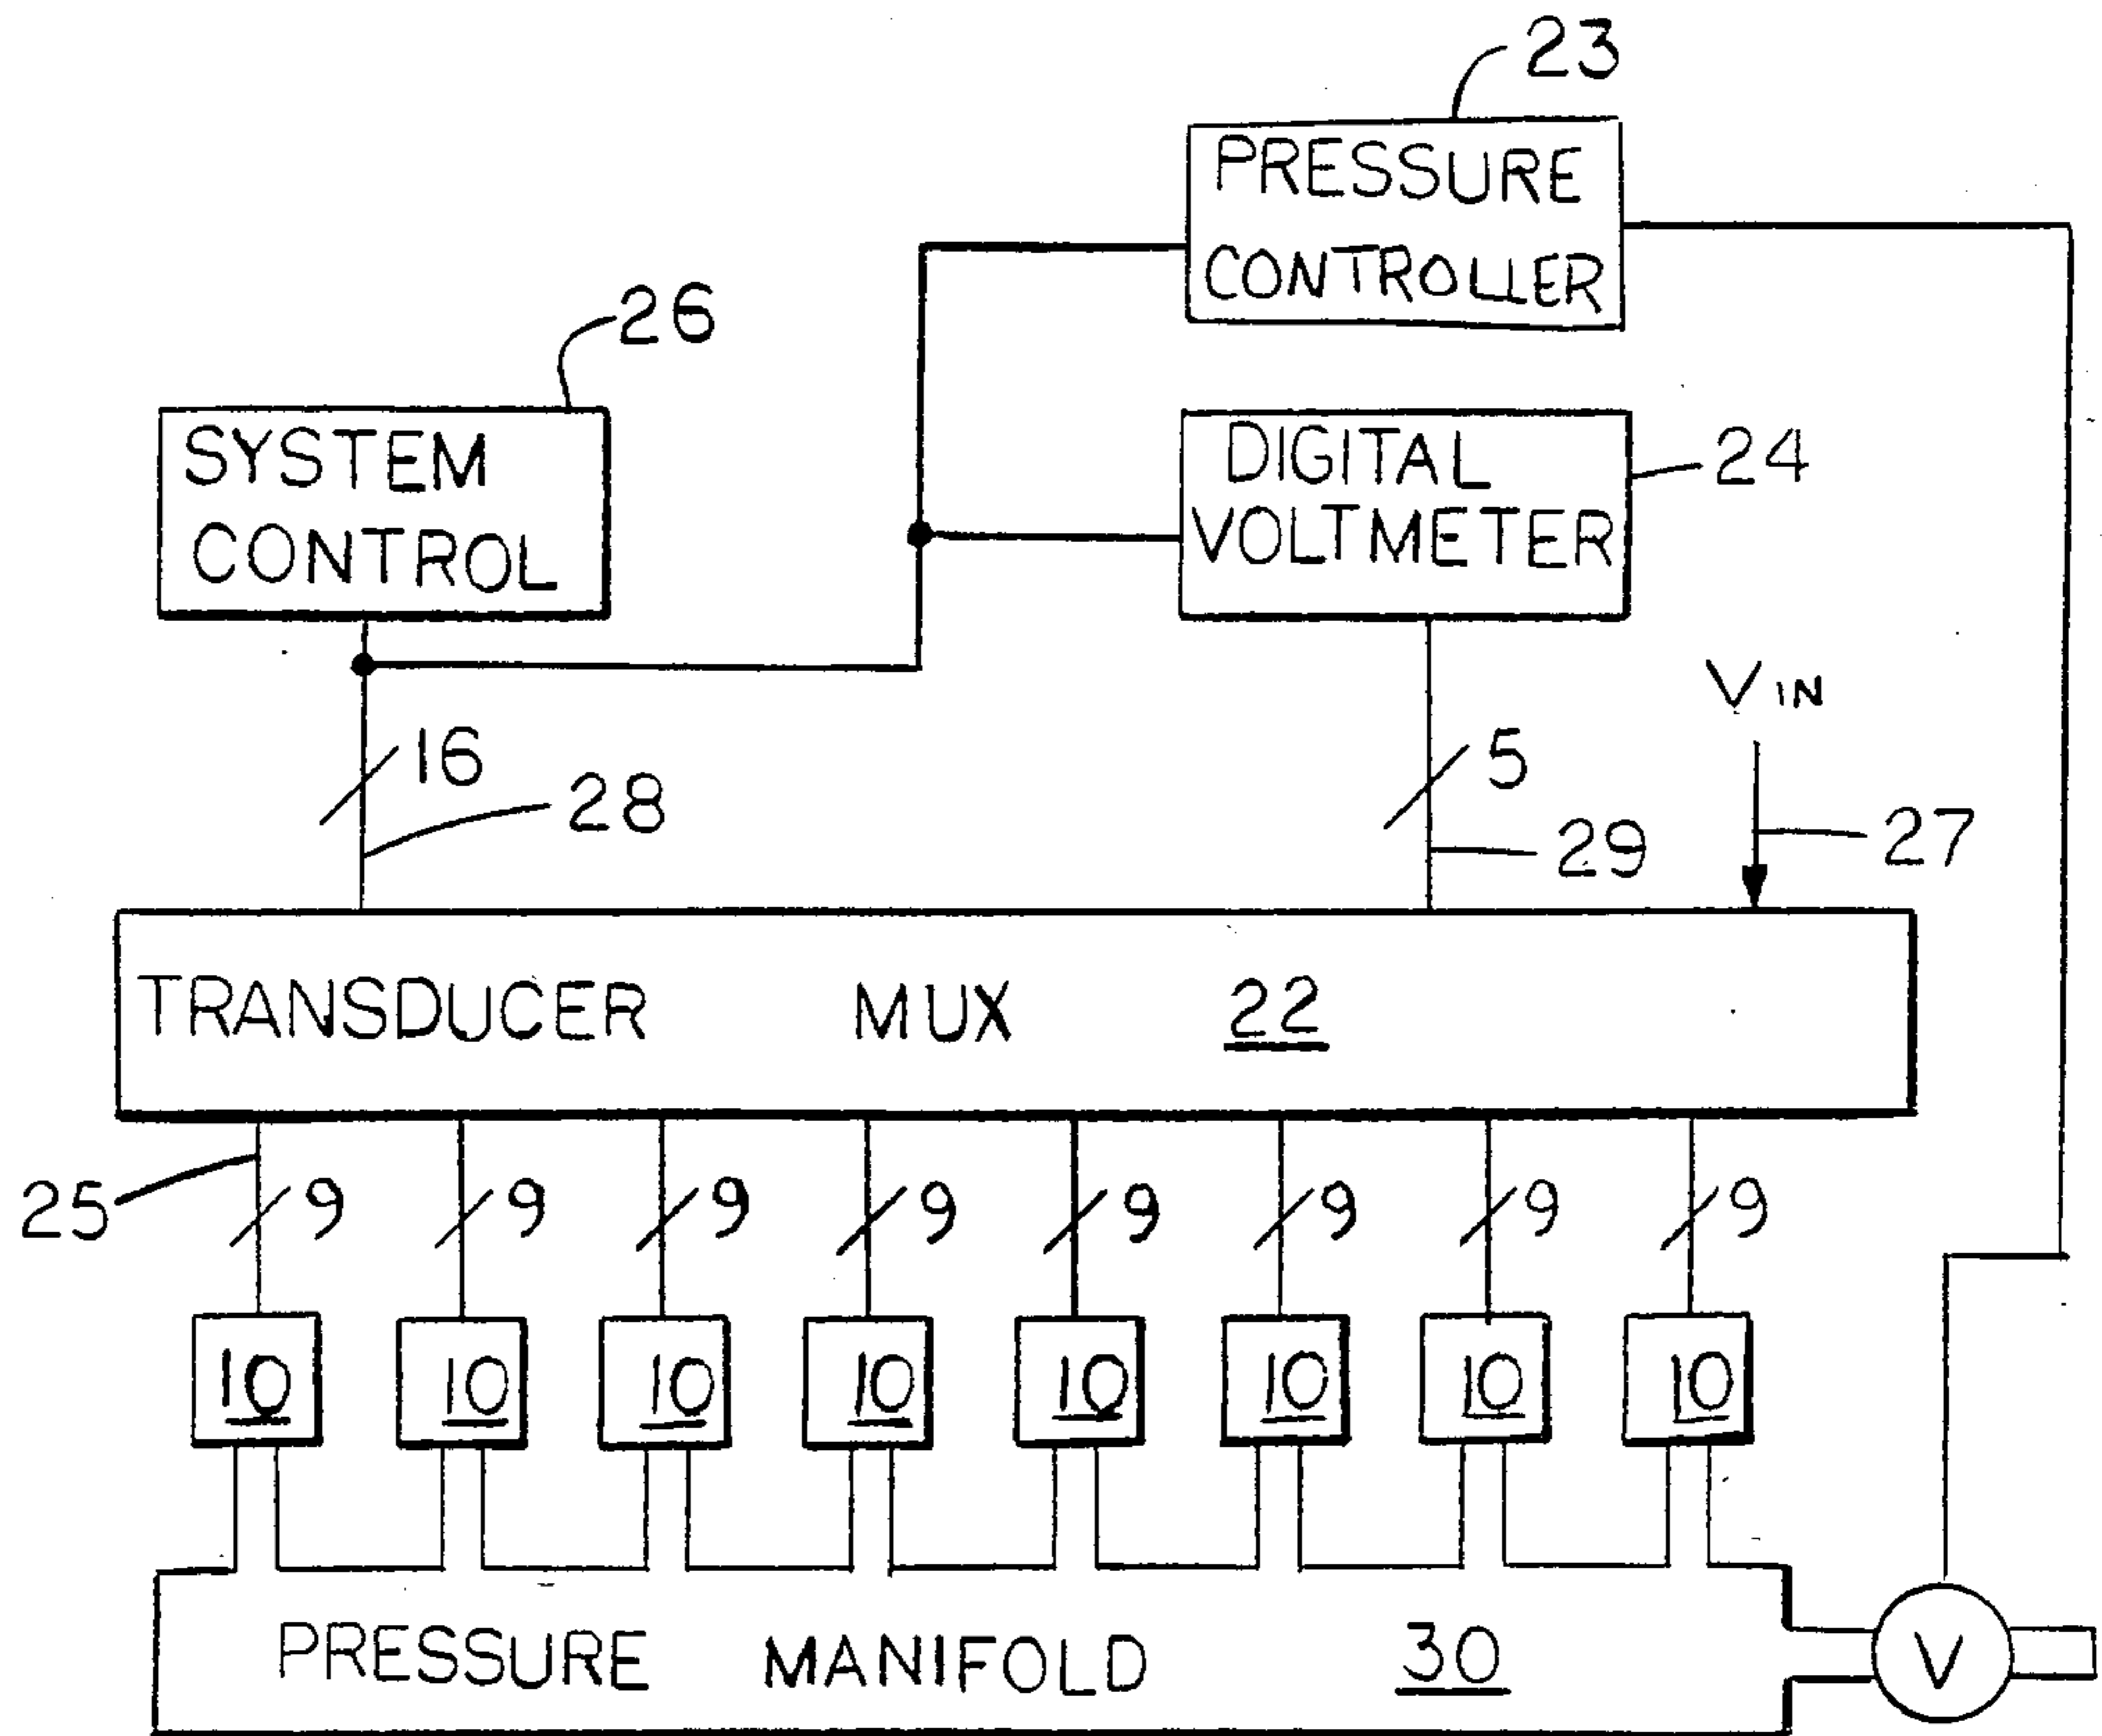 23
PRESSURE
CONTROLLER
26
SYSTEM
CONTROL
DIGITAL
VOLTMETER
24
VIN
16
28
5
29
27
TRANSDUCER MUX 22
25
9 9 9 9 9 9 9 9
10 10 10 10 10 10 10 10
PRESSURE MANIFOLD 30
V